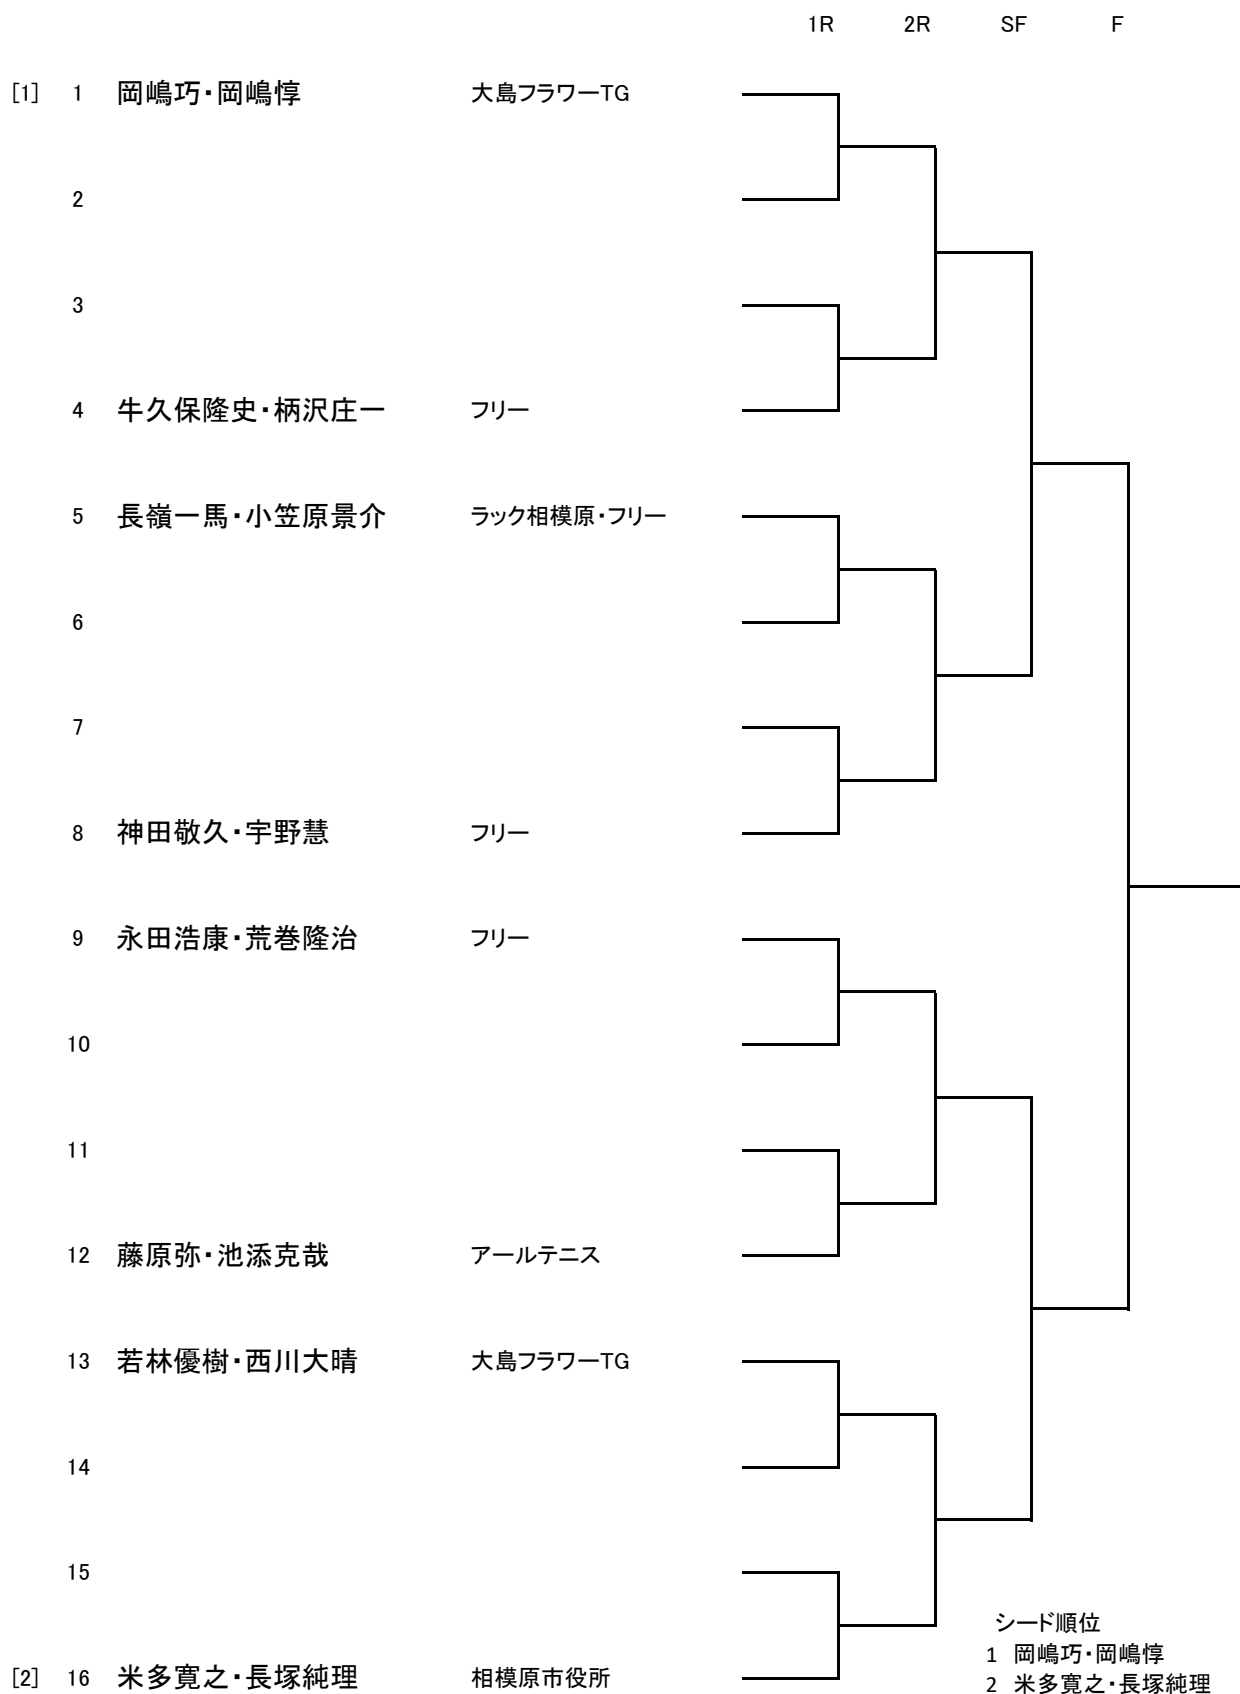 1R 2R SF F
[1] 1 岡嶋巧・岡嶋惇 大島フラワーTG
2
3
4 牛久保隆史・柄沢庄一 フリー
5 長嶺一馬・小笠原景介 ラック相模原・フリー
6
7
8 神田敬久・宇野慧 フリー
9 永田浩康・荒巻隆治 フリー
10
11
12 藤原弥・池添克哉 アールテニス
13 若林優樹・西川大晴 大島フラワーTG
14
15
[2] 16 米多寛之・長塚純理 相模原市役所
シード順位
1 岡嶋巧・岡嶋惇
2 米多寛之・長塚純理